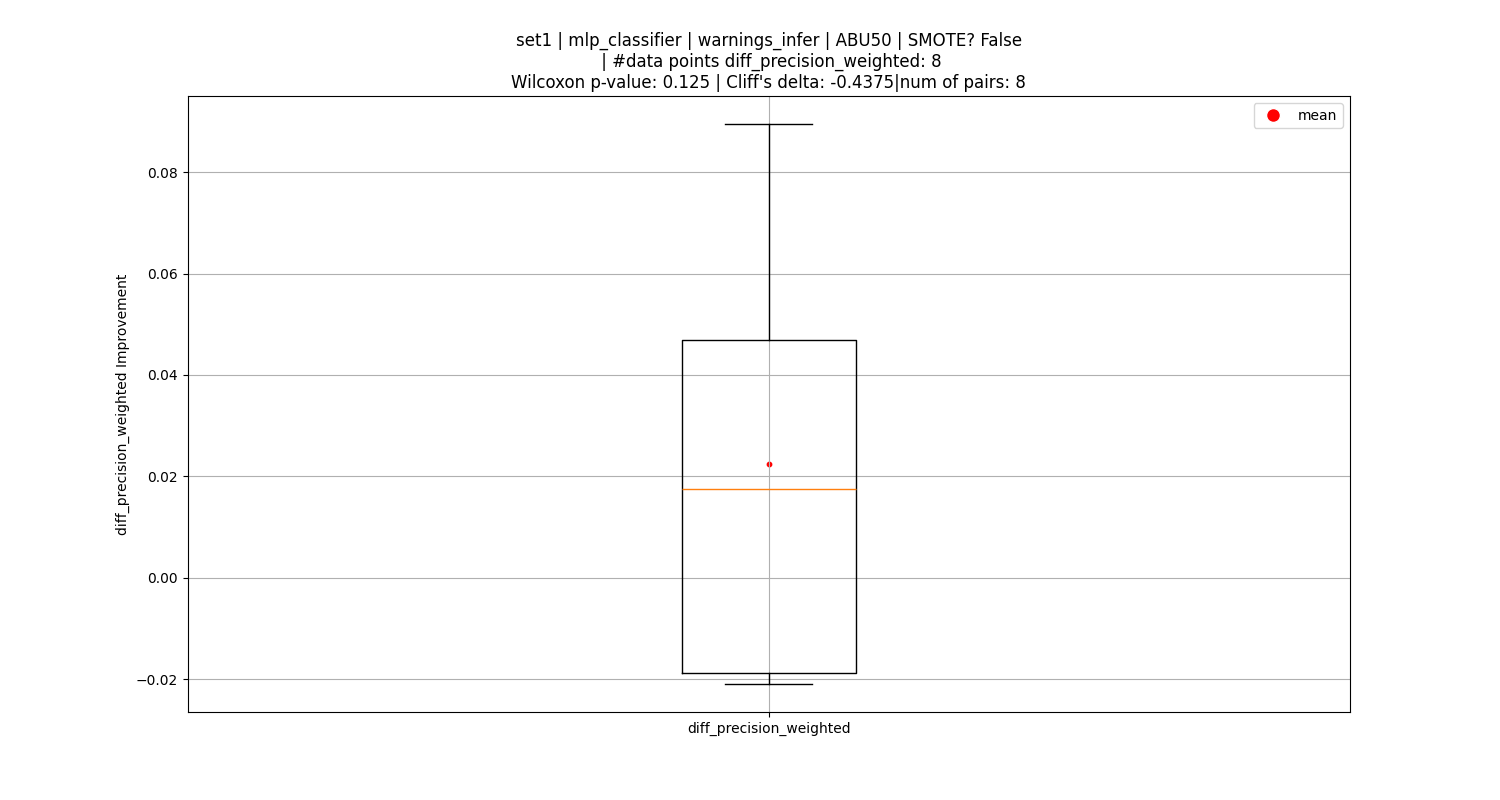 set1 | mlp_classifier | warnings_infer | ABU50 | SMOTE? False
| #data points diff_precision_weighted: 8
Wilcoxon p-value: 0.125 | Cliff's delta: -0.4375|num of pairs: 8
mean
0.08
0.06
0.04
0.02
0.00
−0.02
diff_precision_weighted Improvement
diff_precision_weighted